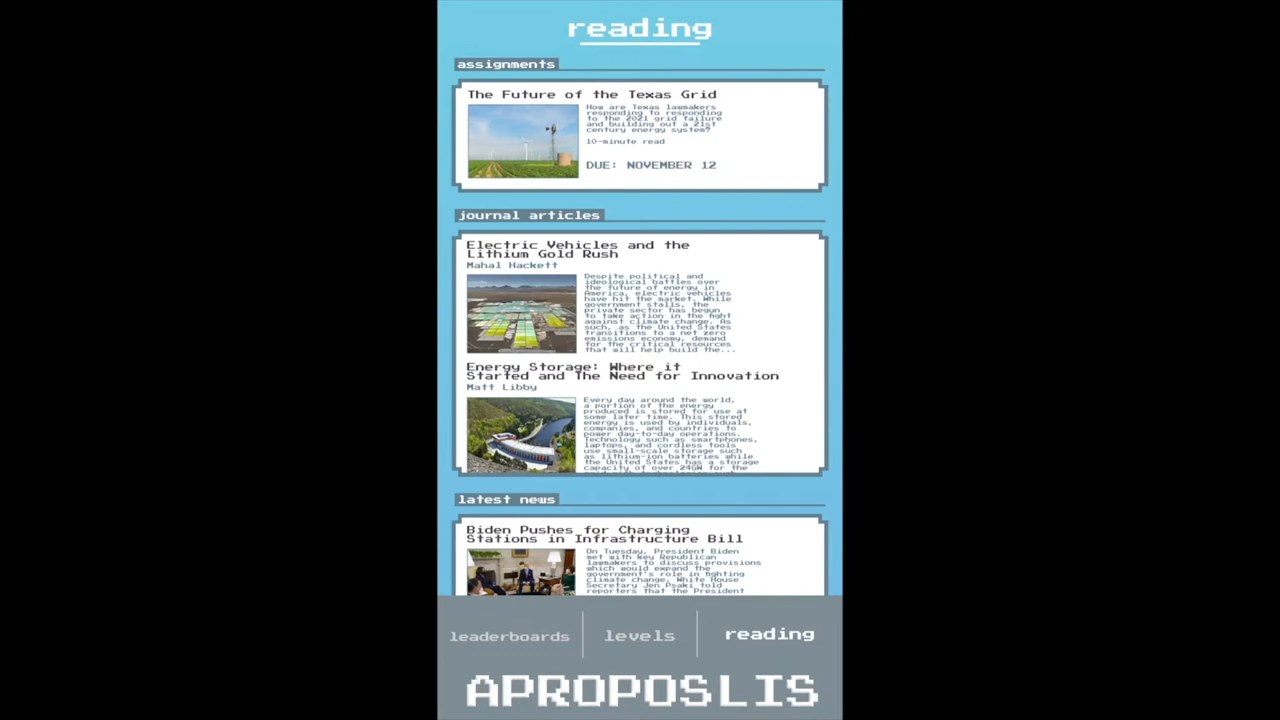 reading
assignments
The Future of the Texas Grid
How are Texas lawmakers
responding to responding
to the 2021 grid failure
and building out a 21st
century energy system?
10-minute read
DUE: NOVEMBER 12
journal articles
Electric Vehicles and the
Lithium Gold Rush
Mahal Hackett
Despite political and
ideological battles over
the future of energy in
America, electric vehicles
have hit the market. While
government stalls, the
private sector has begun
to take action in the fight
against climate change. As
such, as the United States
transitions to a net zero
emissions economy, demand
for the critical resources
that will help build the...
Energy Storage: Where it
Started and The Need for Innovation
Matt Libby
Every day around the world,
a portion of the energy
produced is stored for use at
some later time. This stored
energy is used by individuals,
companies, and countries to
power day-to-day operations.
Technology such as smartphones,
laptops, and cordless tools
use small-scale storage such
as lithium-ion batteries while
the United States has a storage
capacity of over 24GW for the
latest news
Biden Pushes for Charging
Stations in Infrastructure Bill
On Tuesday, President Biden
met with key Republican
lawmakers to discuss provisions
which would expand the
government's role in fighting
climate change, White House
Secretary Jen Psaki told
reporters that the President
leaderboards
levels
reading
APROPOSLIS